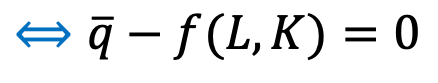 ⟺ q̅ − f(L, K) = 0